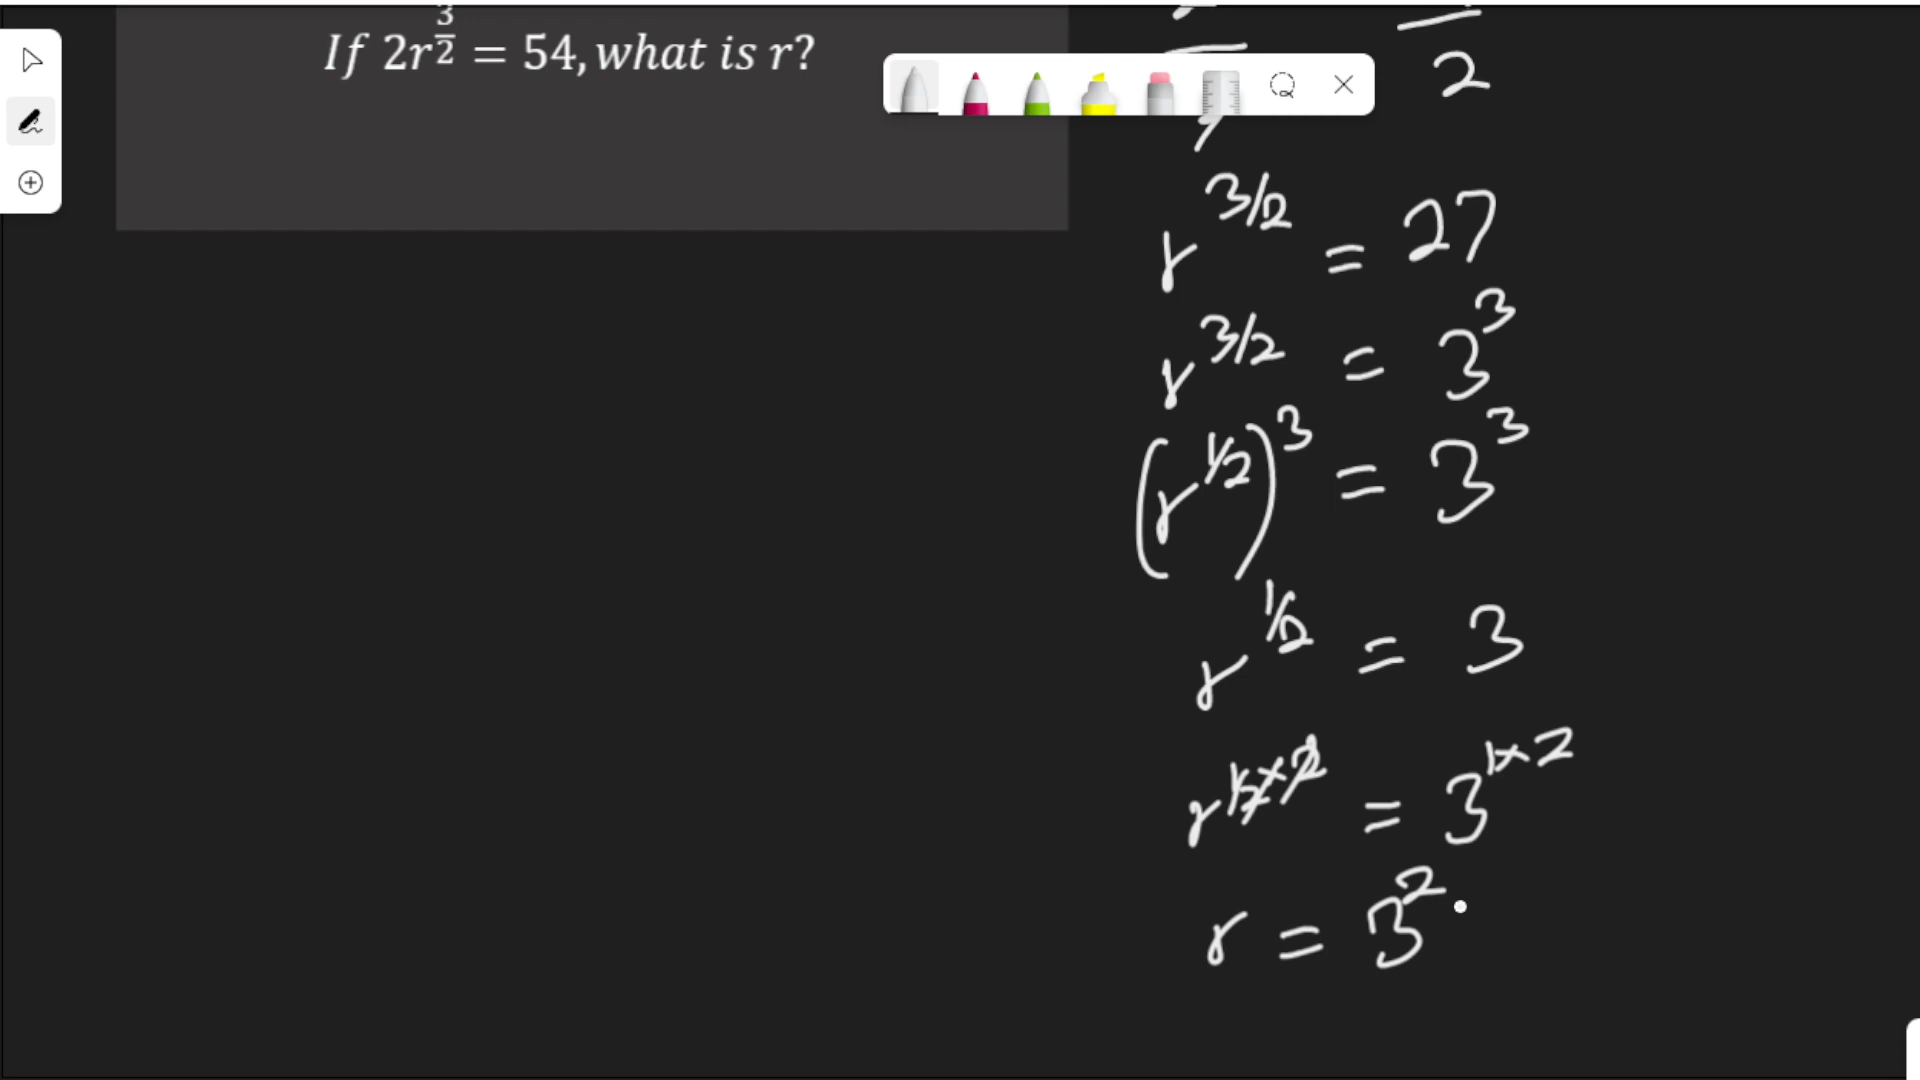 If 2r^{3/2} = 54, what is r?
2
r^{3/2} = 27
r^{3/2} = 3^3
(r^{1/2})^3 = 3^3
r^{1/2} = 3
r^{1/2×2} = 3^{1×2}
r = 3^2